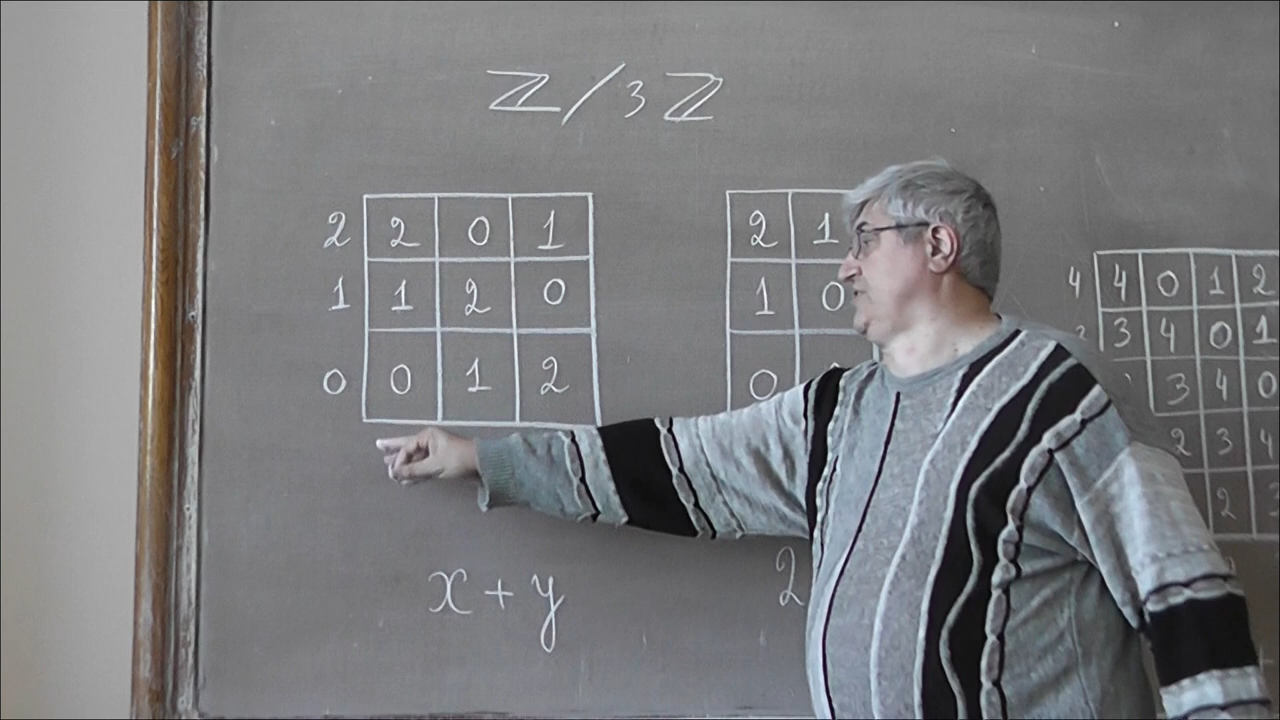 ℤ/3ℤ
2 2 0 1
1 1 2 0
0 0 1 2
x + y
2 1
1 0
0
2
4 4 0 1 2
3 4 0 1
3 4 0
2 3 4
2